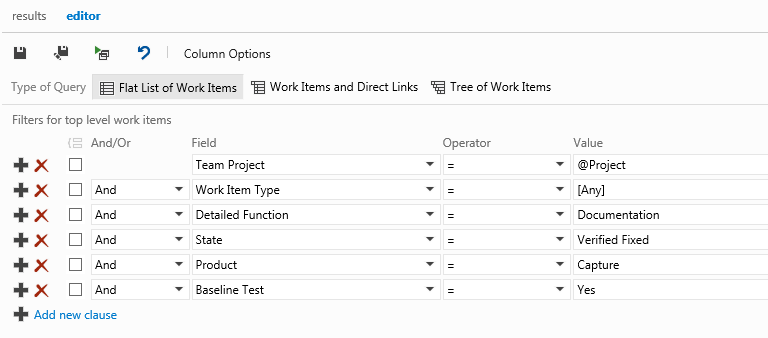 results editor
Column Options
Type of Query Flat List of Work Items Work Items and Direct Links Tree of Work Items
Filters for top level work items
And/Or Field Operator Value
Team Project = @Project
And Work Item Type = [Any]
And Detailed Function = Documentation
And State = Verified Fixed
And Product = Capture
And Baseline Test = Yes
Add new clause